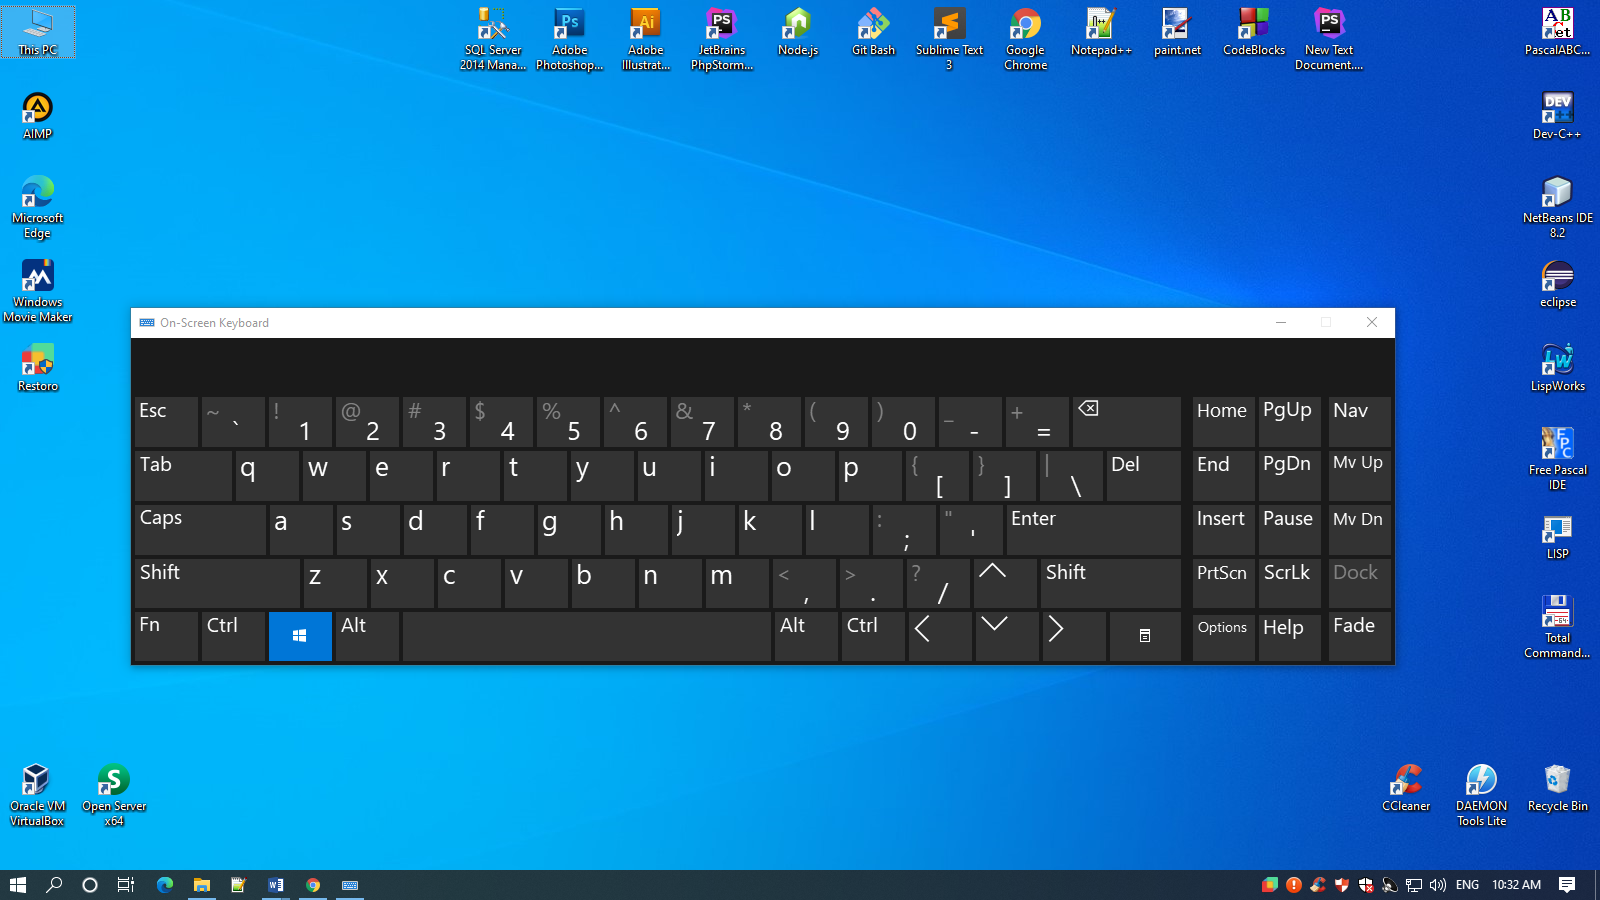 This PC
SQL Server
2014 Mana...
Adobe
Photoshop...
Adobe
Illustrat...
JetBrains
PhpStorm...
Node.js
Git Bash
Sublime Text
3
Google
Chrome
Notepad++
paint.net
CodeBlocks
New Text
Document....
PascalABC...
AIMP
Dev-C++
Microsoft
Edge
NetBeans IDE
8.2
Windows
Movie Maker
eclipse
Restoro
LispWorks
Free Pascal
IDE
LISP
Total
Command...
On-Screen Keyboard
Esc ~ ` ! 1 @ 2 # 3 $ 4 % 5 ^ 6 & 7 * 8 ( 9 ) 0 _ - + = Home PgUp Nav
Tab q w e r t y u i o p { [ } ] | \ Del End PgDn Mv Up
Caps a s d f g h j k l : ; " ' Enter Insert Pause Mv Dn
Shift z x c v b n m < , > . ? / Shift PrtScn ScrLk Dock
Fn Ctrl Alt Alt Ctrl Options Help Fade
Oracle VM
VirtualBox
Open Server
x64
CCleaner
DAEMON
Tools Lite
Recycle Bin
ENG 10:32 AM